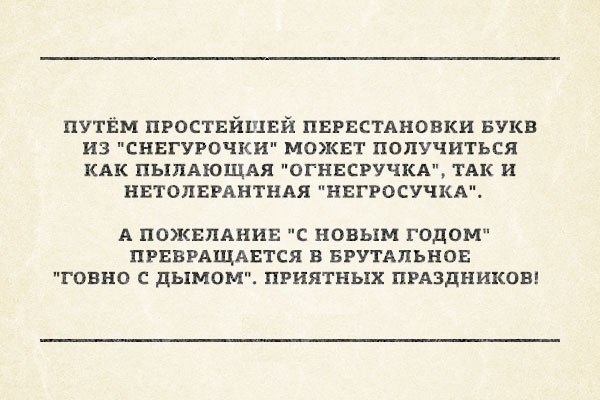 ПУТЁМ ПРОСТЕЙШЕЙ ПЕРЕСТАНОВКИ БУКВ
ИЗ "СНЕГУРОЧКИ" МОЖЕТ ПОЛУЧИТЬСЯ
КАК ПЫЛАЮЩАЯ "ОГНЕСРУЧКА", ТАК И
НЕТОЛЕРАНТНАЯ "НЕГРОСУЧКА".
А ПОЖЕЛАНИЕ "С НОВЫМ ГОДОМ"
ПРЕВРАЩАЕТСЯ В БРУТАЛЬНОЕ
"ГОВНО С ДЫМОМ". ПРИЯТНЫХ ПРАЗДНИКОВ!